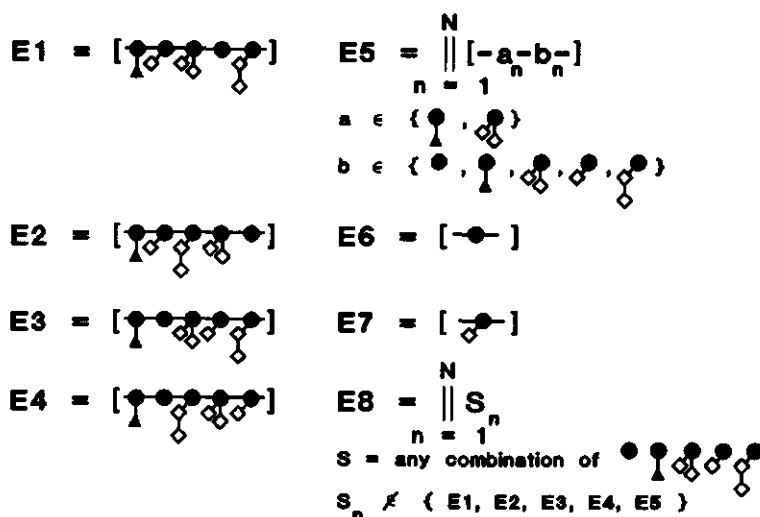 E1 = [ ]
E5 = || [-aₙ-bₙ-]
N
n = 1
a ϵ { , }
b ϵ { , , , , }
E2 = [ ]
E6 = [ ]
E3 = [ ]
E7 = [ ]
E4 = [ ]
N
E8 = || Sₙ
n = 1
S = any combination of
Sₙ ∉ { E1, E2, E3, E4, E5 }